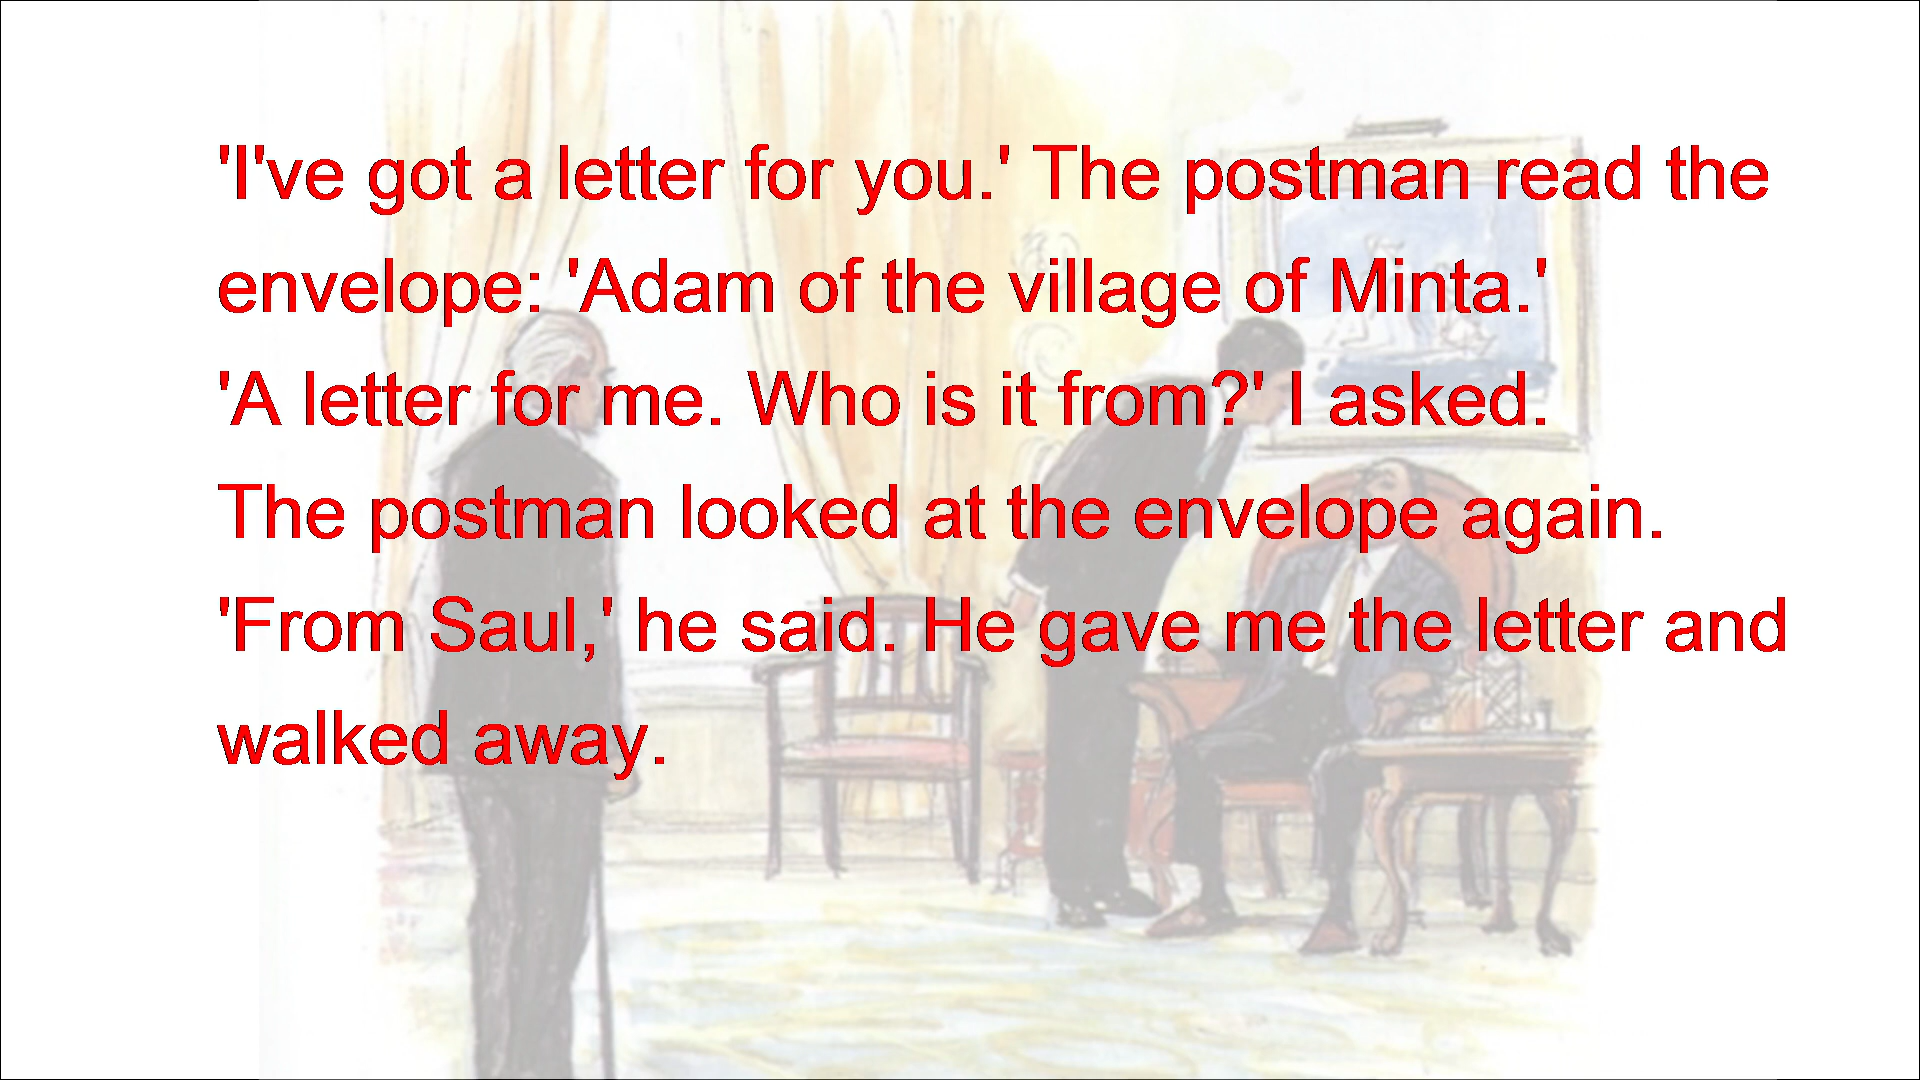 'I've got a letter for you.' The postman read the
envelope: 'Adam of the village of Minta.'
'A letter for me. Who is it from?' I asked.
The postman looked at the envelope again.
'From Saul,' he said. He gave me the letter and
walked away.